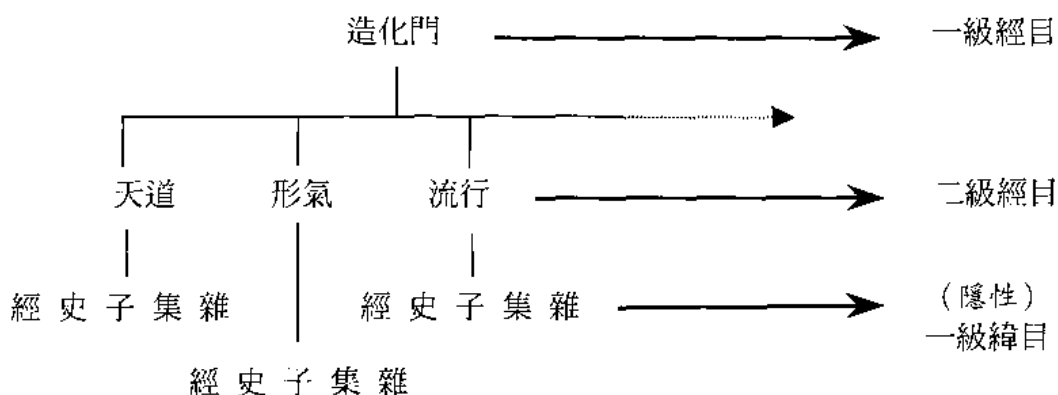 造化門 一級經目
天道 形氣 流行 二級經目
經史子集雜 經史子集雜 (隱性)
一級緯目
經史子集雜